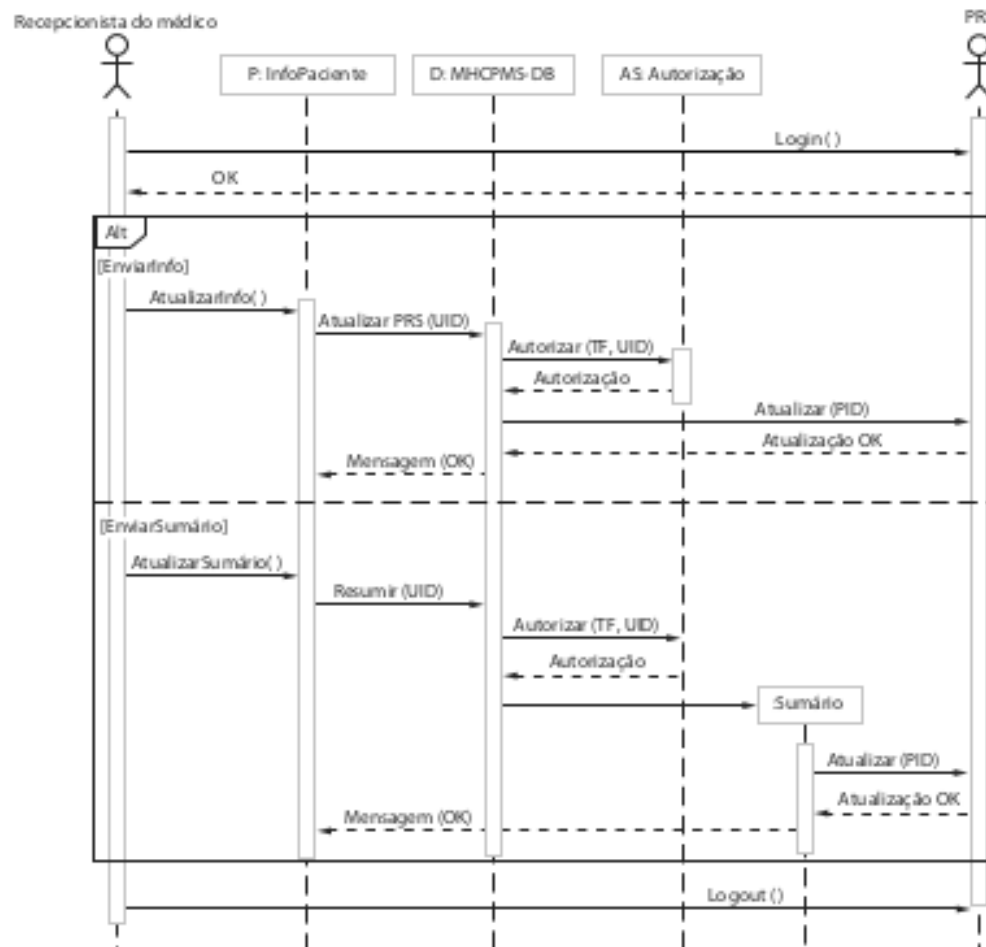 Recepcionista do médico
PR
P: InfoPaciente
D: MHCPMS-DB
AS: Autorização
Login ( )
OK
Alt
[EnviarInfo]
AtualizarInfo( )
Atualizar PRS (UID)
Autorizar (TF, UID)
Autorização
Atualizar (PID)
Atualização OK
Mensagem (OK)
[EnviarSumário]
AtualizarSumário( )
Resumir (UID)
Autorizar (TF, UID)
Autorização
:Sumário
Atualizar (PID)
Atualização OK
Mensagem (OK)
Logout ( )